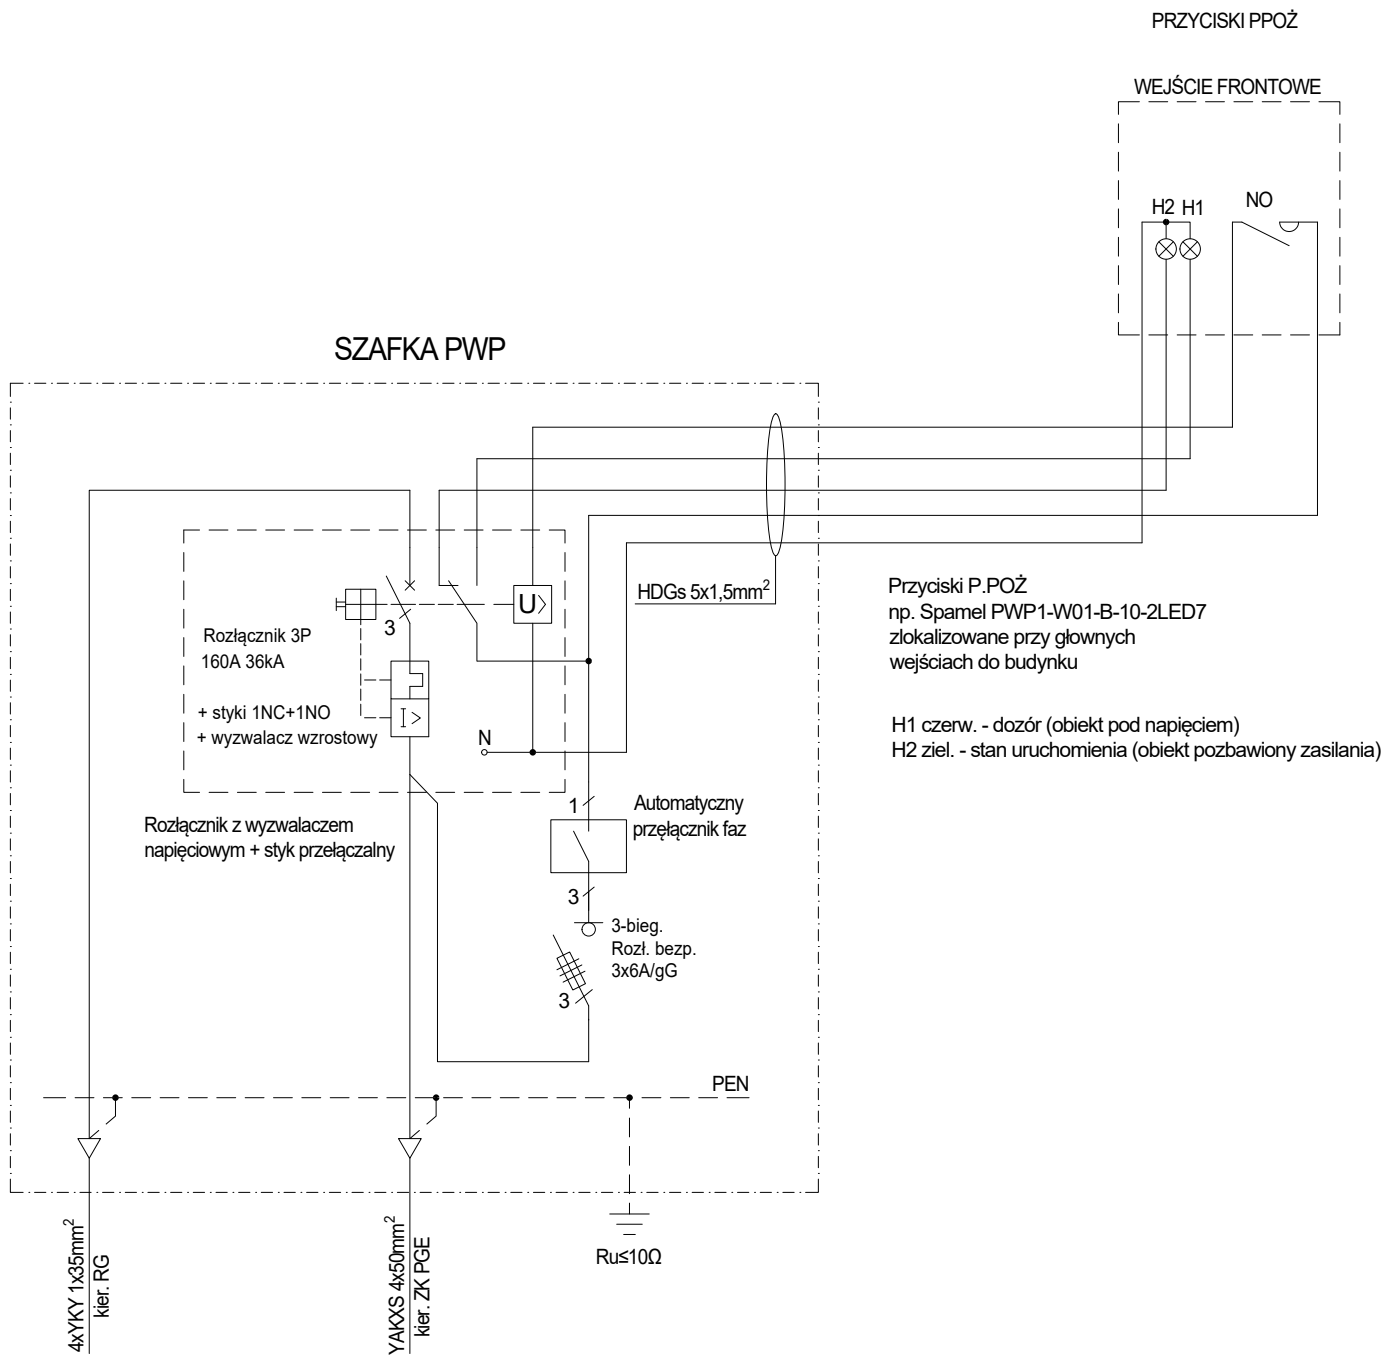 PRZYCISKI PPOŻ
WEJŚCIE FRONTOWE
H2 H1
NO
SZAFKA PWP
HDGs 5x1,5mm²
Przyciski P.POŻ
np. Spamel PWP1-W01-B-10-2LED7
zlokalizowane przy głownych
wejściach do budynku
H1 czerw. - dozór (obiekt pod napięciem)
H2 ziel. - stan uruchomienia (obiekt pozbawiony zasilania)
3
U>
Rozłącznik 3P
160A 36kA
I>
+ styki 1NC+1NO
+ wyzwalacz wzrostowy
N
Rozłącznik z wyzwalaczem
napięciowym + styk przełączalny
1
Automatyczny
przęłącznik faz
3
3-bieg.
Rozł. bezp.
3x6A/gG
3
PEN
Ru≤10Ω
4xYKY 1x35mm²
kier. RG
YAKXS 4x50mm²
kier. ZK PGE